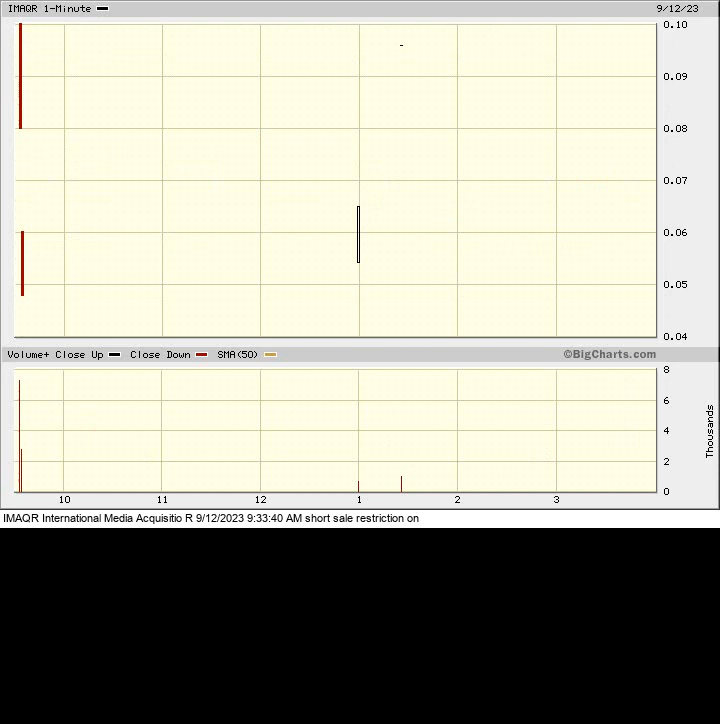 IMAQR 1-Minute 9/12/23
0.10
0.09
0.08
0.07
0.06
0.05
0.04
Volume+ Close Up Close Down SMA(50) ©BigCharts.com
8
6
4
2
0
Thousands
10 11 12 1 2 3
IMAQR International Media Acquisitio R 9/12/2023 9:33:40 AM short sale restriction on